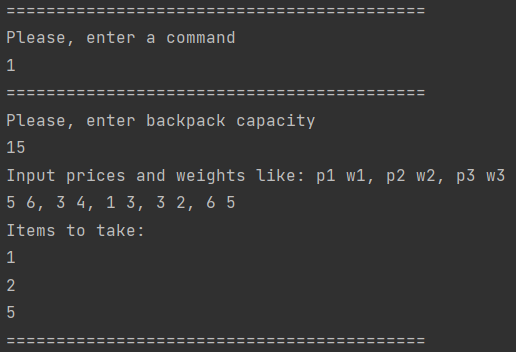 ==========================================
Please, enter a command
1
==========================================
Please, enter backpack capacity
15
Input prices and weights like: p1 w1, p2 w2, p3 w3
5 6, 3 4, 1 3, 3 2, 6 5
Items to take:
1
2
5
==========================================